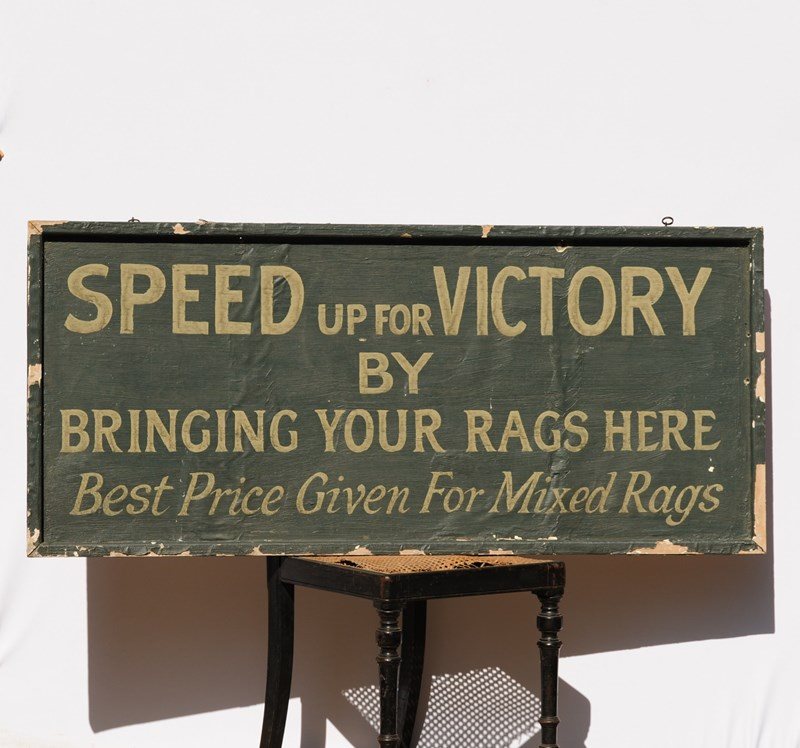 SPEED UP FOR VICTORY
BY
BRINGING YOUR RAGS HERE
Best Price Given For Mixed Rags